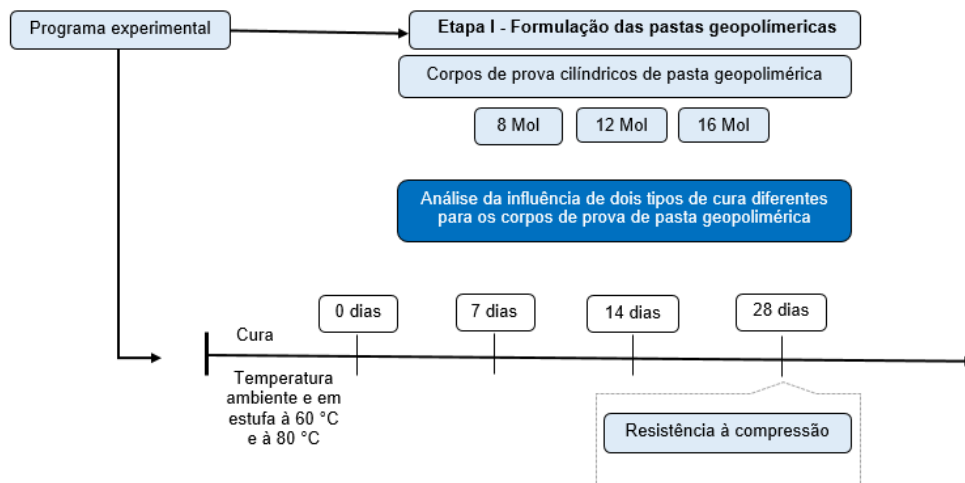 Programa experimental
Etapa I - Formulação das pastas geopolímericas
Corpos de prova cilíndricos de pasta geopolimérica
8 Mol
12 Mol
16 Mol
Análise da influência de dois tipos de cura diferentes
para os corpos de prova de pasta geopolimérica
0 dias
7 dias
14 dias
28 dias
Cura
Temperatura
ambiente e em
estufa à 60 °C
e à 80 °C
Resistência à compressão